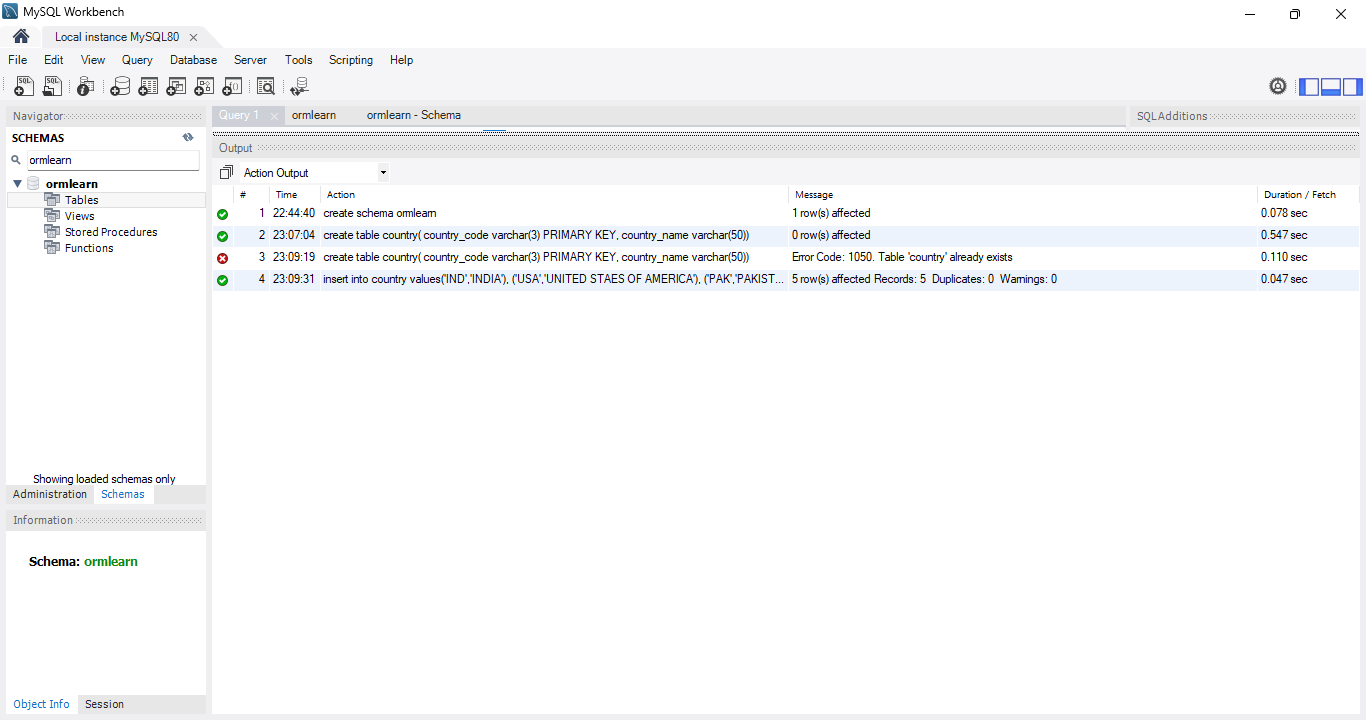 MySQL Workbench
Local instance MySQL80
File Edit View Query Database Server Tools Scripting Help
Navigator
SCHEMAS
ormlearn
ormlearn
Tables
Views
Stored Procedures
Functions
Showing loaded schemas only
Administration Schemas
Information
Schema: ormlearn
Object Info Session
Query 1 ormlearn ormlearn - Schema
SQLAdditions
Output
Action Output
# Time Action Message Duration / Fetch
1 22:44:40 create schema ormlearn 1 row(s) affected 0.078 sec
2 23:07:04 create table country( country_code varchar(3) PRIMARY KEY, country_name varchar(50)) 0 row(s) affected 0.547 sec
3 23:09:19 create table country( country_code varchar(3) PRIMARY KEY, country_name varchar(50)) Error Code: 1050. Table 'country' already exists 0.110 sec
4 23:09:31 insert into country values('IND','INDIA'), ('USA','UNITED STAES OF AMERICA'), ('PAK','PAKIST... 5 row(s) affected Records: 5 Duplicates: 0 Warnings: 0 0.047 sec